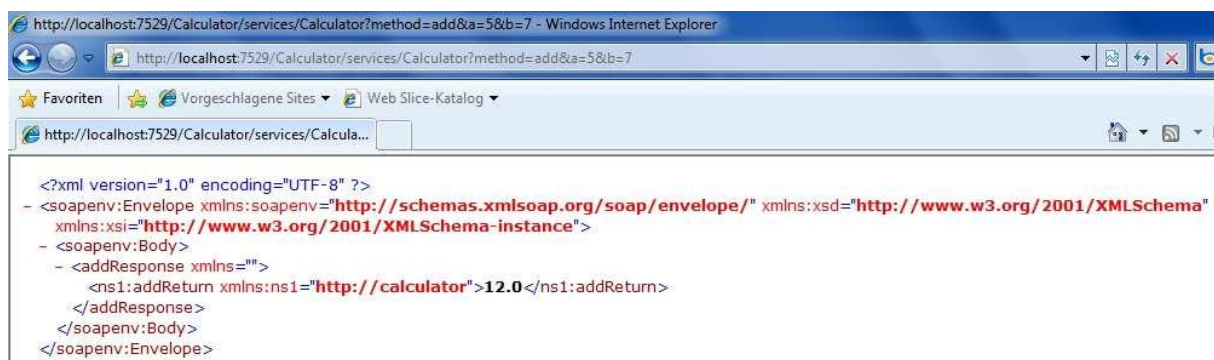 http://localhost:7529/Calculator/services/Calculator?method=add&a=5&b=7 - Windows Internet Explorer
http://localhost:7529/Calculator/services/Calculator?method=add&a=5&b=7
Favoriten Vorgeschlagene Sites Web Slice-Katalog
http://localhost:7529/Calculator/services/Calcula...
<?xml version="1.0" encoding="UTF-8" ?>
- <soapenv:Envelope xmlns:soapenv="http://schemas.xmlsoap.org/soap/envelope/" xmlns:xsd="http://www.w3.org/2001/XMLSchema"
xmlns:xsi="http://www.w3.org/2001/XMLSchema-instance">
- <soapenv:Body>
- <addResponse xmlns="">
<ns1:addReturn xmlns:ns1="http://calculator">12.0</ns1:addReturn>
</addResponse>
</soapenv:Body>
</soapenv:Envelope>